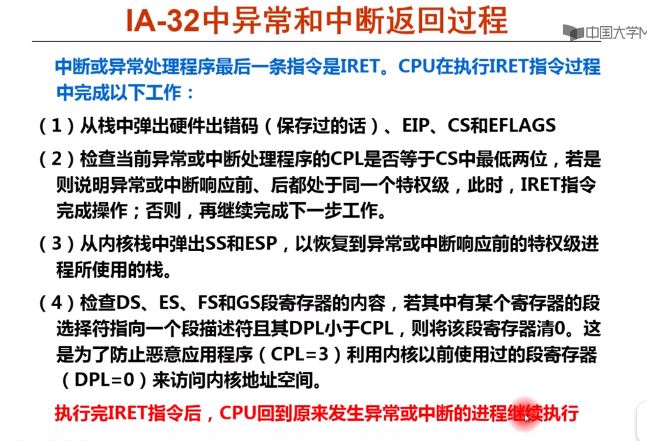 IA-32中异常和中断返回过程
中国大学M
中断或异常处理程序最后一条指令是IRET。CPU在执行IRET指令过程
中完成以下工作：
（1）从栈中弹出硬件出错码（保存过的话）、EIP、CS和EFLAGS
（2）检查当前异常或中断处理程序的CPL是否等于CS中最低两位，若是
则说明异常或中断响应前、后都处于同一个特权级，此时，IRET指令
完成操作；否则，再继续完成下一步工作。
（3）从内核栈中弹出SS和ESP，以恢复到异常或中断响应前的特权级进
程所使用的栈。
（4）检查DS、ES、FS和GS段寄存器的内容，若其中有某个寄存器的段
选择符指向一个段描述符且其DPL小于CPL，则将该段寄存器清0。这
是为了防止恶意应用程序（CPL=3）利用内核以前使用过的段寄存器
（DPL=0）来访问内核地址空间。
执行完IRET指令后，CPU回到原来发生异常或中断的进程继续执行